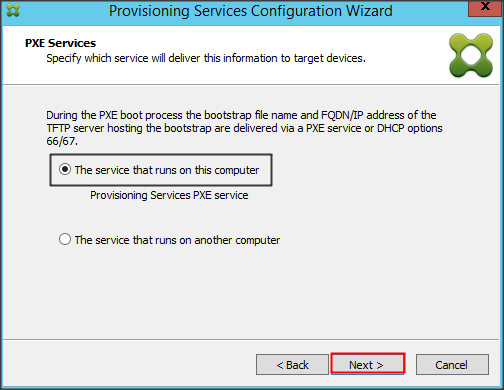 Provisioning Services Configuration Wizard
X
PXE Services
Specify which service will deliver this information to target devices.
During the PXE boot process the bootstrap file name and FQDN/IP address of the
TFTP server hosting the bootstrap are delivered via a PXE service or DHCP options
66/67.
The service that runs on this computer
Provisioning Services PXE service
The service that runs on another computer
< Back Next > Cancel